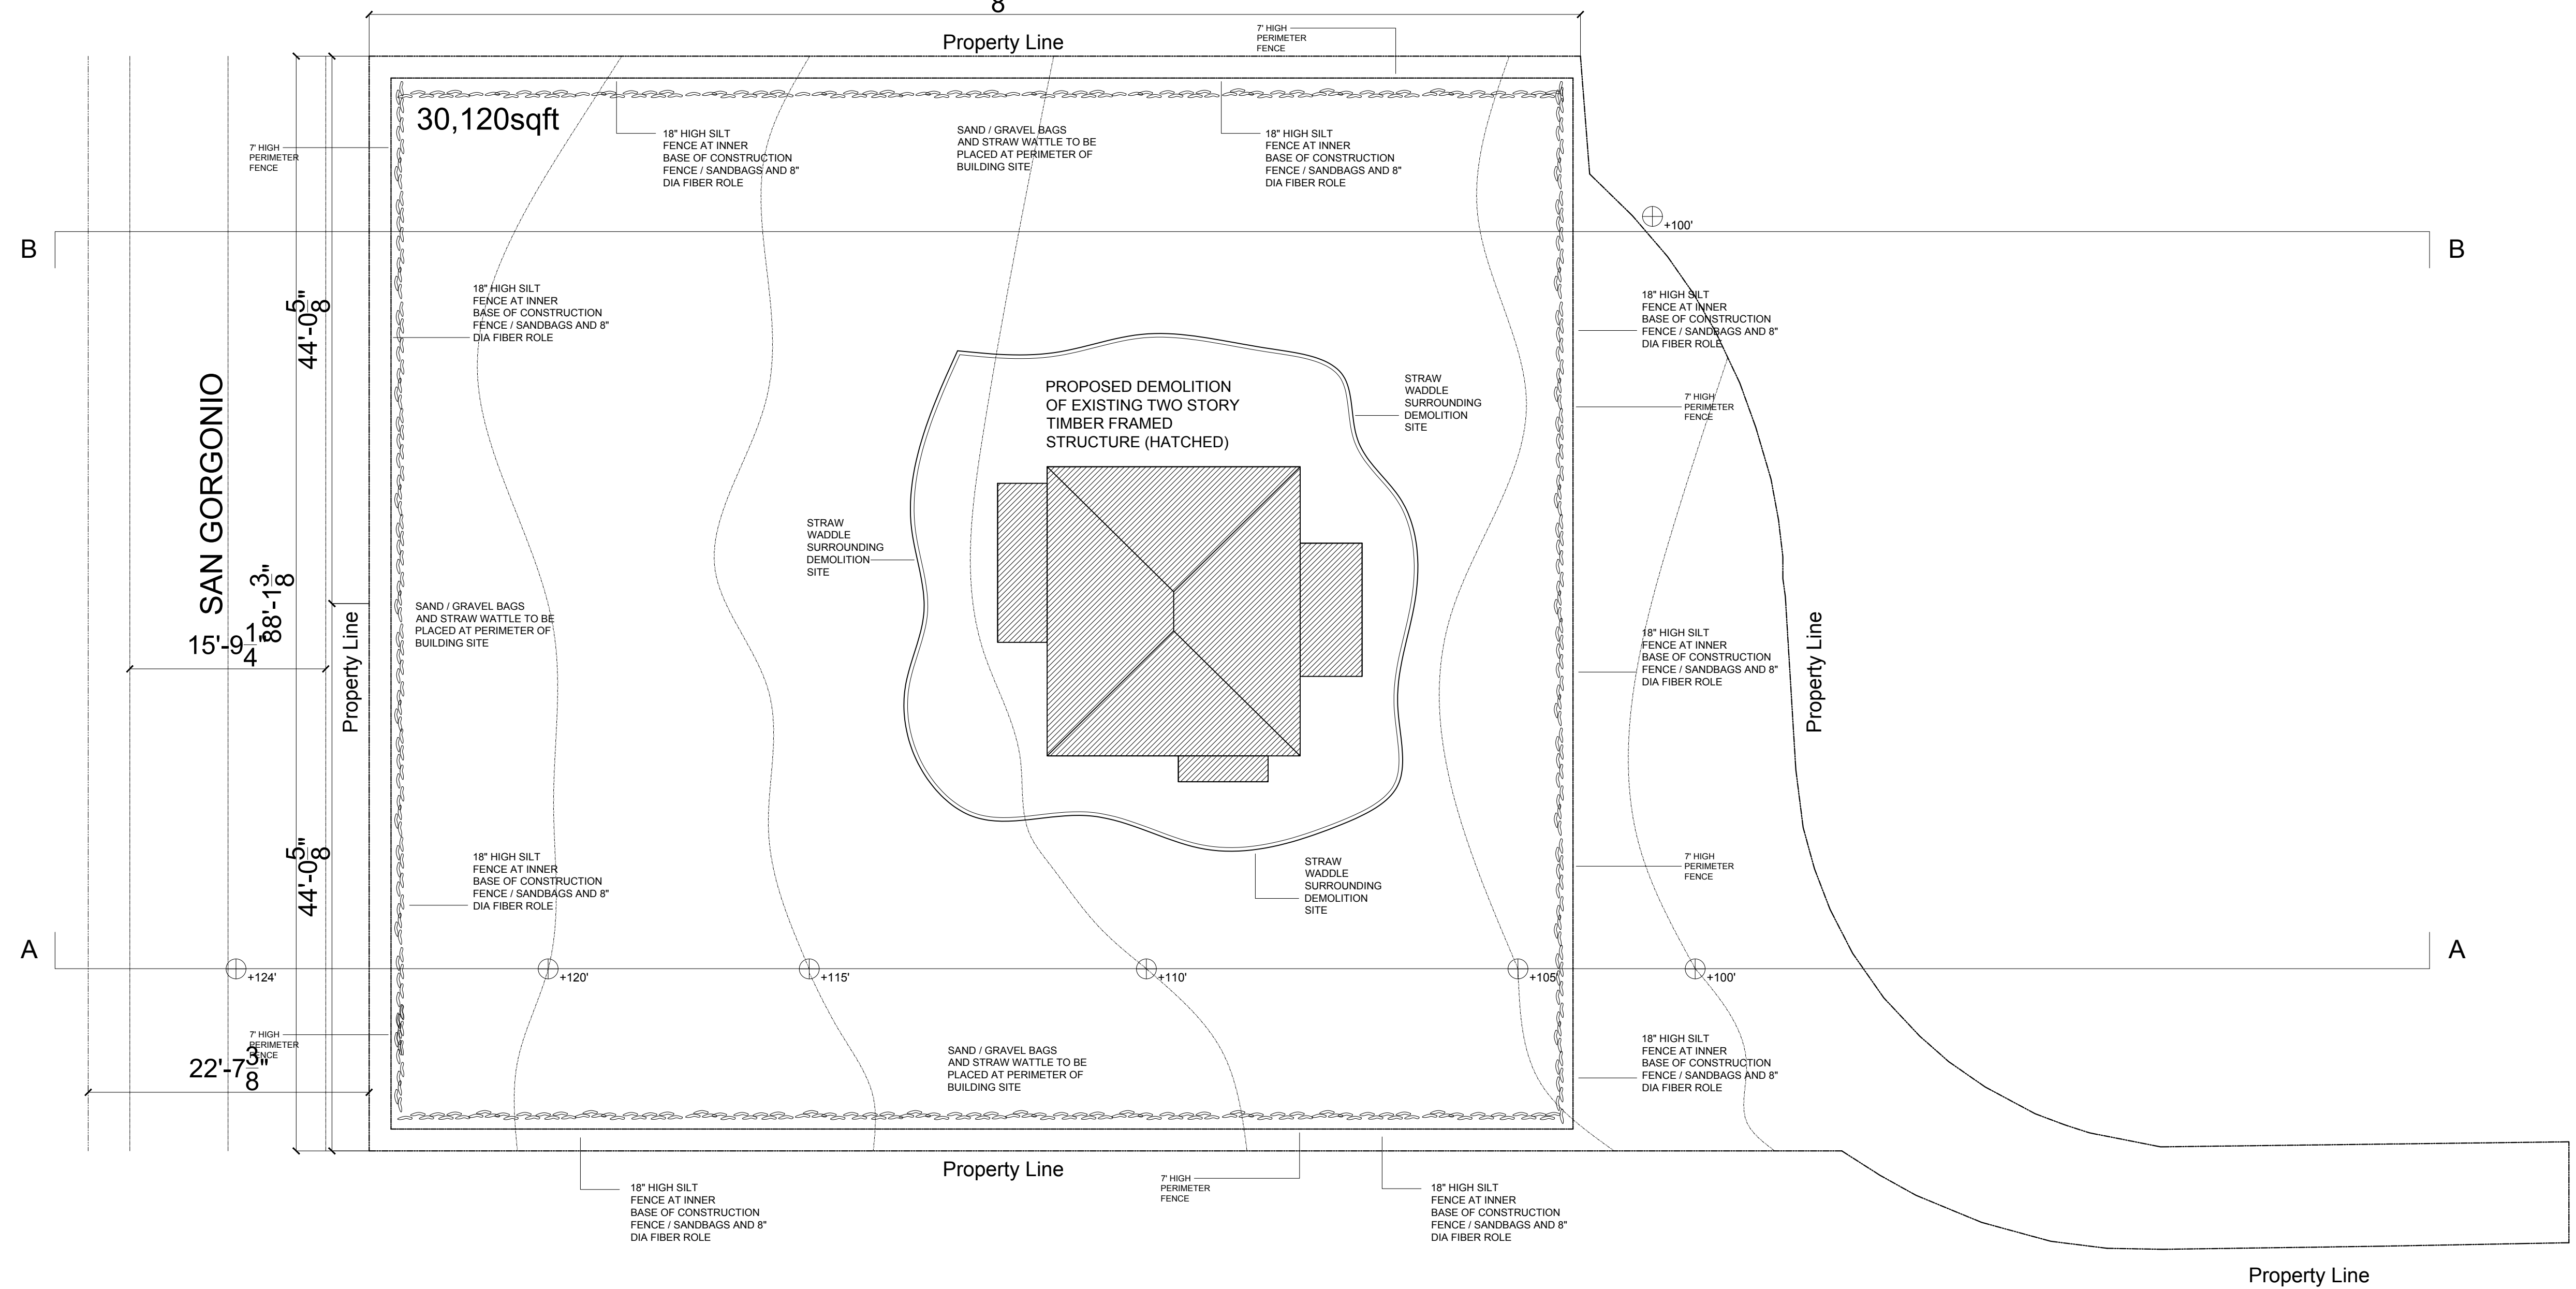 8
Property Line
7' HIGH
PERIMETER
FENCE
30,120sqft
7' HIGH
PERIMETER
FENCE
18" HIGH SILT
FENCE AT INNER
BASE OF CONSTRUCTION
FENCE / SANDBAGS AND 8"
DIA FIBER ROLE
SAND / GRAVEL BAGS
AND STRAW WATTLE TO BE
PLACED AT PERIMETER OF
BUILDING SITE
18" HIGH SILT
FENCE AT INNER
BASE OF CONSTRUCTION
FENCE / SANDBAGS AND 8"
DIA FIBER ROLE
+100'
B
B
44'-0 5/8"
18" HIGH SILT
FENCE AT INNER
BASE OF CONSTRUCTION
FENCE / SANDBAGS AND 8"
DIA FIBER ROLE
18" HIGH SILT
FENCE AT INNER
BASE OF CONSTRUCTION
FENCE / SANDBAGS AND 8"
DIA FIBER ROLE
PROPOSED DEMOLITION
OF EXISTING TWO STORY
TIMBER FRAMED
STRUCTURE (HATCHED)
STRAW
WADDLE
SURROUNDING
DEMOLITION
SITE
7' HIGH
PERIMETER
FENCE
SAN GORGONIO
STRAW
WADDLE
SURROUNDING
DEMOLITION
SITE
88'-1 3/8"
15'-9 1/4"
Property Line
SAND / GRAVEL BAGS
AND STRAW WATTLE TO BE
PLACED AT PERIMETER OF
BUILDING SITE
18" HIGH SILT
FENCE AT INNER
BASE OF CONSTRUCTION
FENCE / SANDBAGS AND 8"
DIA FIBER ROLE
Property Line
44'-0 5/8"
18" HIGH SILT
FENCE AT INNER
BASE OF CONSTRUCTION
FENCE / SANDBAGS AND 8"
DIA FIBER ROLE
STRAW
WADDLE
SURROUNDING
DEMOLITION
SITE
7' HIGH
PERIMETER
FENCE
A
A
+124'
+120'
+115'
+110'
+105'
+100'
7' HIGH
PERIMETER
FENCE
22'-7 3/8"
SAND / GRAVEL BAGS
AND STRAW WATTLE TO BE
PLACED AT PERIMETER OF
BUILDING SITE
18" HIGH SILT
FENCE AT INNER
BASE OF CONSTRUCTION
FENCE / SANDBAGS AND 8"
DIA FIBER ROLE
Property Line
18" HIGH SILT
FENCE AT INNER
BASE OF CONSTRUCTION
FENCE / SANDBAGS AND 8"
DIA FIBER ROLE
7' HIGH
PERIMETER
FENCE
18" HIGH SILT
FENCE AT INNER
BASE OF CONSTRUCTION
FENCE / SANDBAGS AND 8"
DIA FIBER ROLE
Property Line